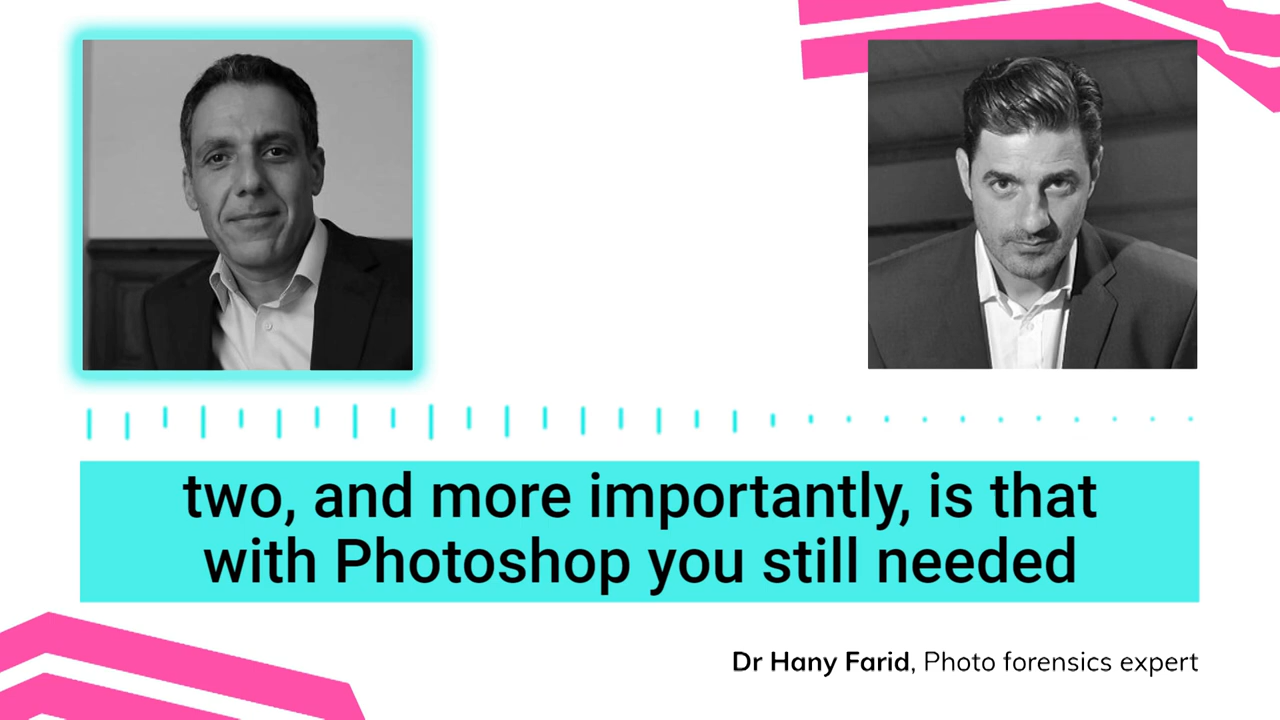 two, and more importantly, is that
with Photoshop you still needed
Dr Hany Farid, Photo forensics expert